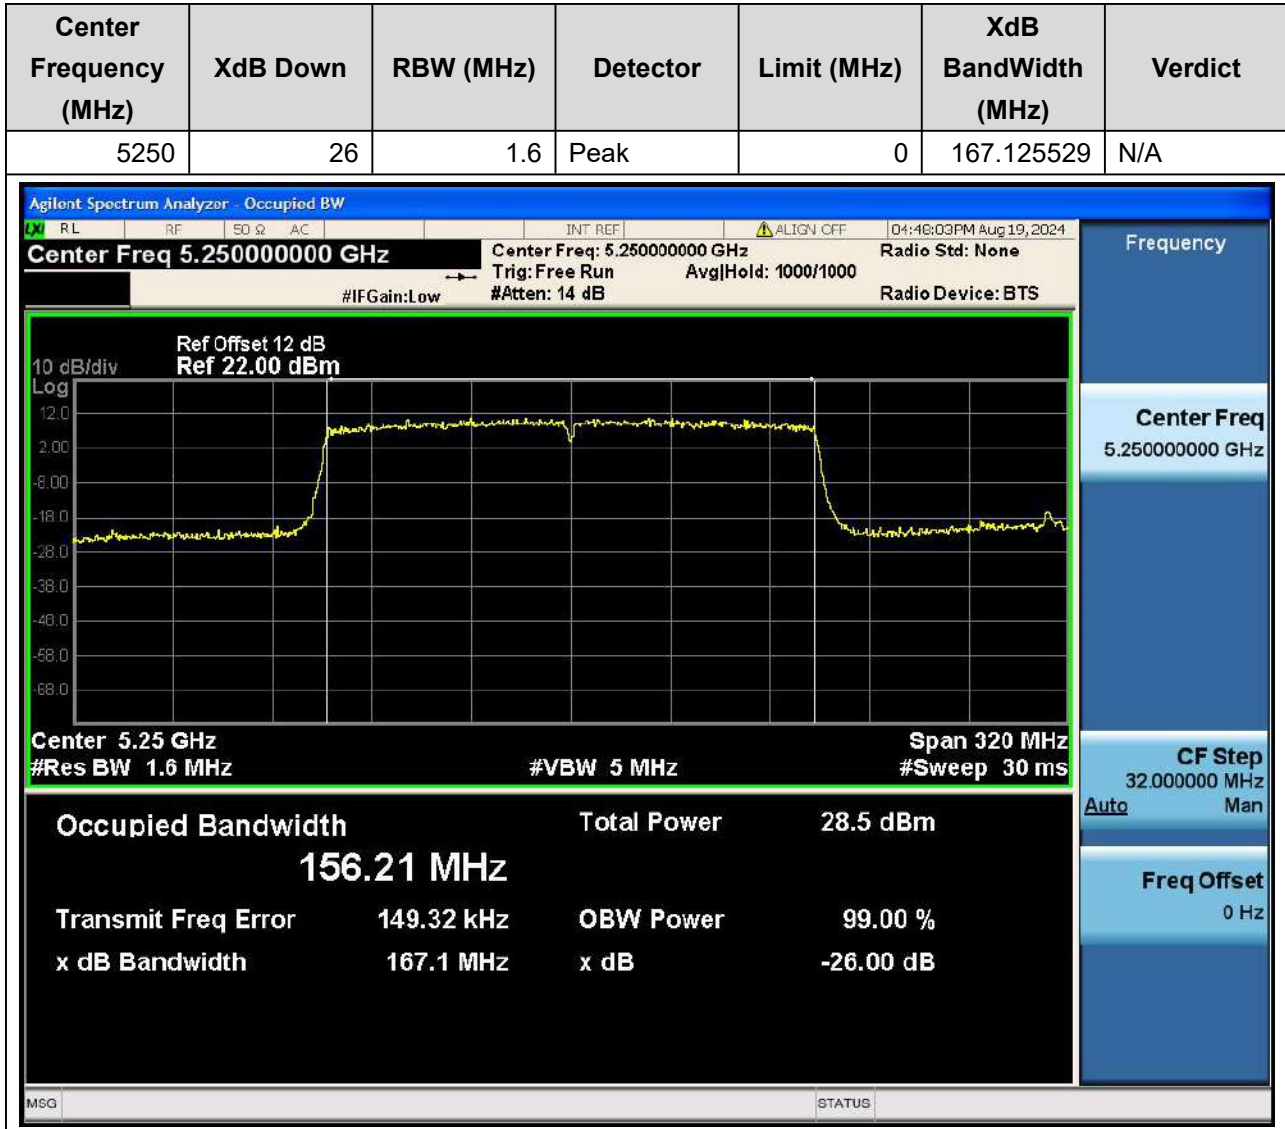 Center Frequency (MHz) XdB Down RBW (MHz) Detector Limit (MHz) XdB BandWidth (MHz) Verdict
5250 26 1.6 Peak 0 167.125529 N/A
Agilent Spectrum Analyzer - Occupied BW
LXI RL RF 50 Ω AC INT REF ALIGN OFF 04:48:03PM Aug 19, 2024
Center Freq 5.250000000 GHz
Center Freq: 5.250000000 GHz
Radio Std: None
Trig: Free Run
Avg|Hold: 1000/1000
#IFGain:Low
#Atten: 14 dB
Radio Device: BTS
Ref Offset 12 dB
10 dB/div Ref 22.00 dBm
Log
12.0
2.00
-8.00
-18.0
-28.0
-38.0
-48.0
-58.0
-68.0
Center 5.25 GHz Span 320 MHz
#Res BW 1.6 MHz #VBW 5 MHz #Sweep 30 ms
Occupied Bandwidth Total Power 28.5 dBm
156.21 MHz
Transmit Freq Error 149.32 kHz OBW Power 99.00 %
x dB Bandwidth 167.1 MHz x dB -26.00 dB
MSG STATUS
Frequency
Center Freq
5.250000000 GHz
CF Step
32.000000 MHz
Auto Man
Freq Offset
0 Hz